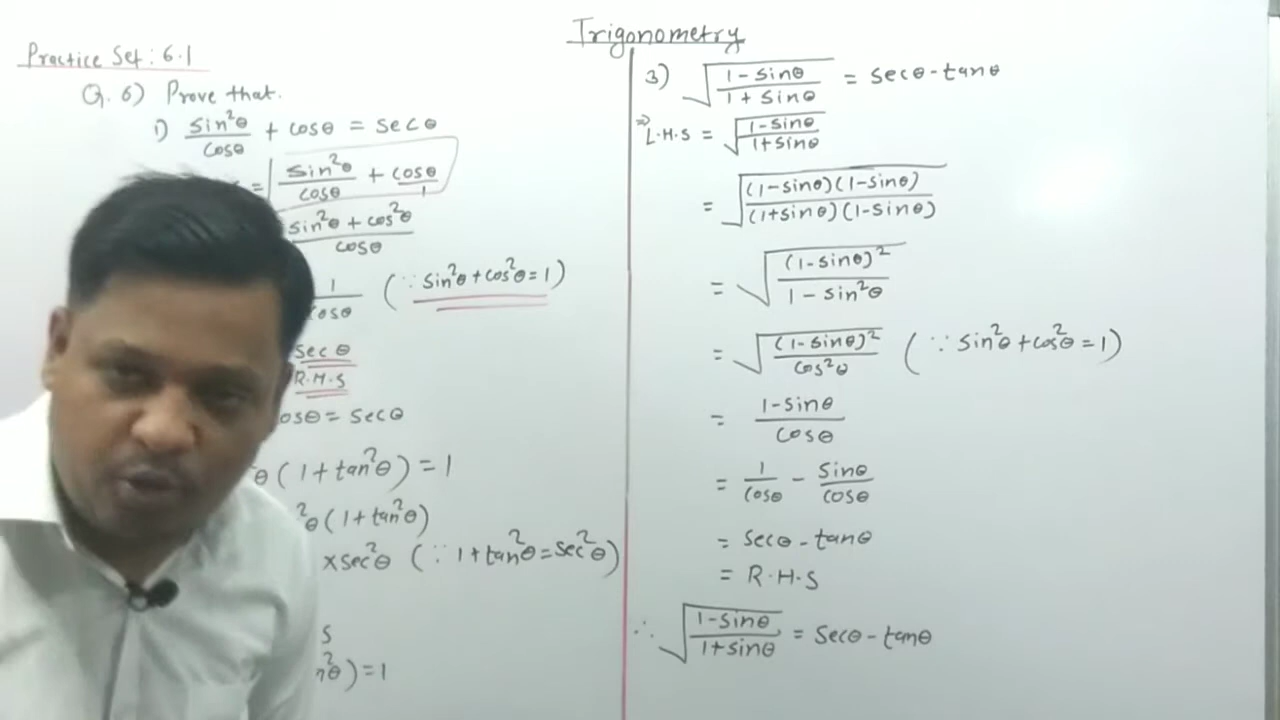 Trigonometry
Practice Set: 6.1
Q. 6) Prove that.
1) sin²θ/cosθ + cosθ = secθ
= sin²θ/cosθ + cosθ/1
sin²θ + cos²θ/cosθ
1/cosθ (∵ sin²θ + cos²θ = 1)
secθ
R.H.S
cosθ = secθ
θ(1 + tan²θ) = 1
²θ(1 + tan²θ)
× sec²θ (∵ 1 + tan²θ = sec²θ)
S
²θ) = 1
3) √(1 - sinθ/1 + sinθ) = secθ - tanθ
⇒ L.H.S = √(1 - sinθ/1 + sinθ)
= √((1 - sinθ)(1 - sinθ)/(1 + sinθ)(1 - sinθ))
= √((1 - sinθ)²/1 - sin²θ)
= √((1 - sinθ)²/cos²θ) (∵ sin²θ + cos²θ = 1)
= 1 - sinθ/cosθ
= 1/cosθ - sinθ/cosθ
= secθ - tanθ
= R.H.S
∴ √(1 - sinθ/1 + sinθ) = secθ - tanθ